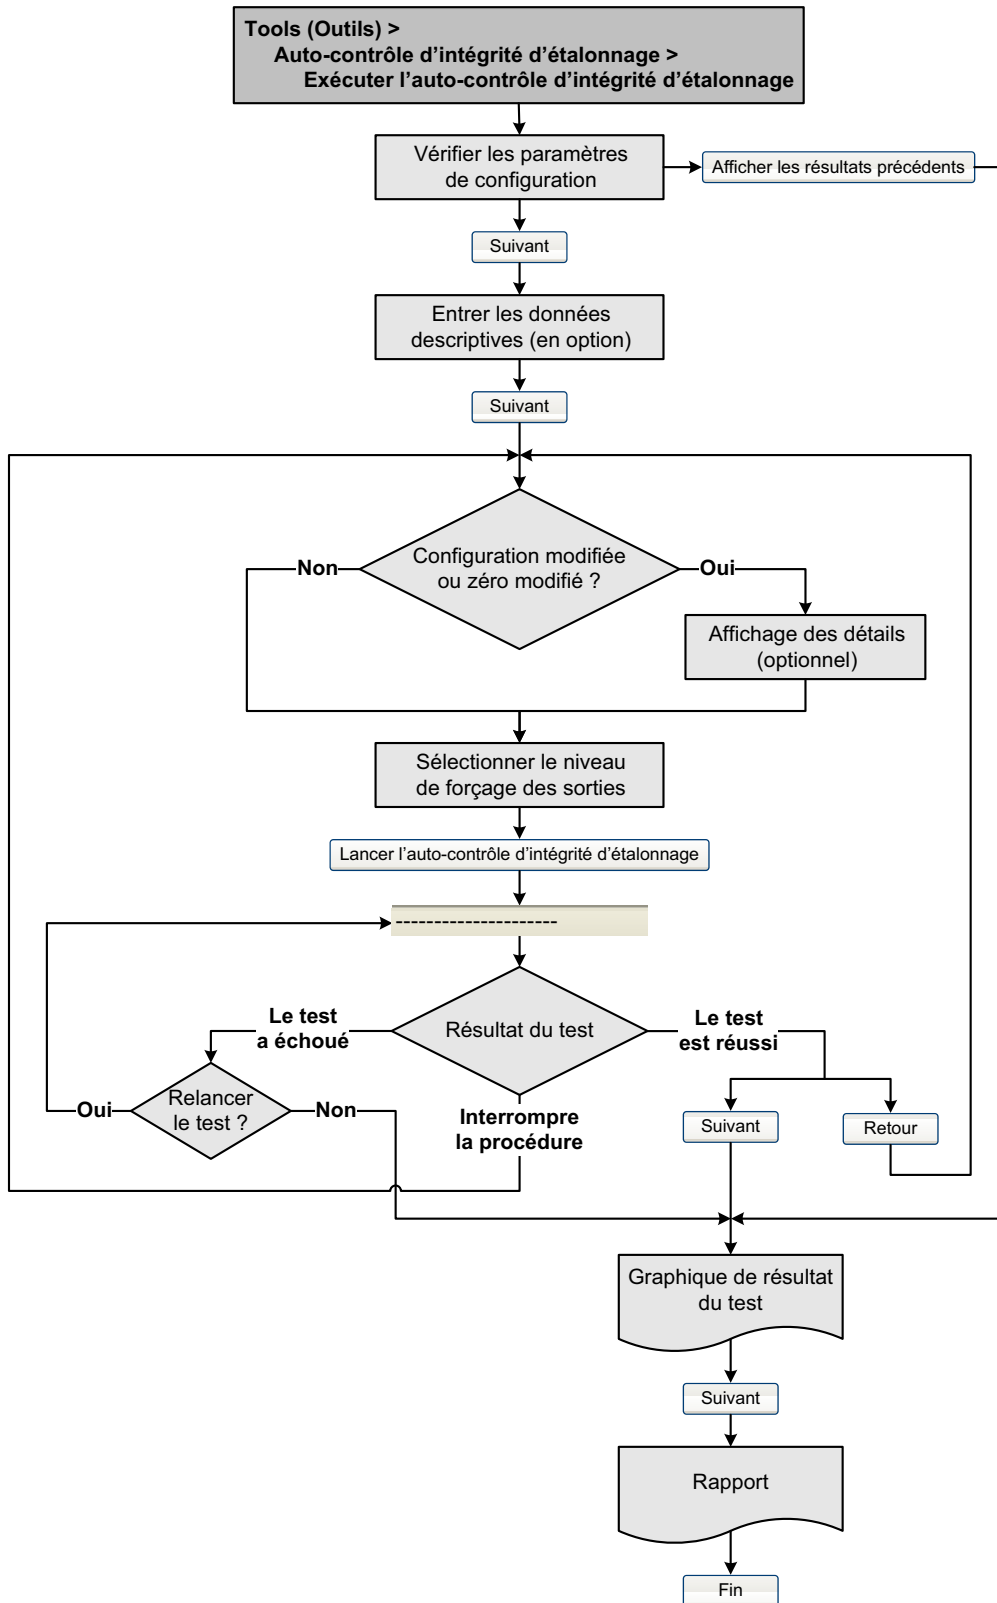 Tools (Outils) >
Auto-contrôle d'intégrité d'étalonnage >
Exécuter l'auto-contrôle d'intégrité d'étalonnage
Vérifier les paramètres
de configuration
Afficher les résultats précédents
Suivant
Entrer les données
descriptives (en option)
Suivant
Configuration modifiée
ou zéro modifié ?
Non
Oui
Affichage des détails
(optionnel)
Sélectionner le niveau
de forçage des sorties
Lancer l'auto-contrôle d'intégrité d'étalonnage
---------------------
Résultat du test
Le test
a échoué
Le test
est réussi
Relancer
le test ?
Oui
Non
Interrompre
la procédure
Suivant
Retour
Graphique de résultat
du test
Suivant
Rapport
Fin